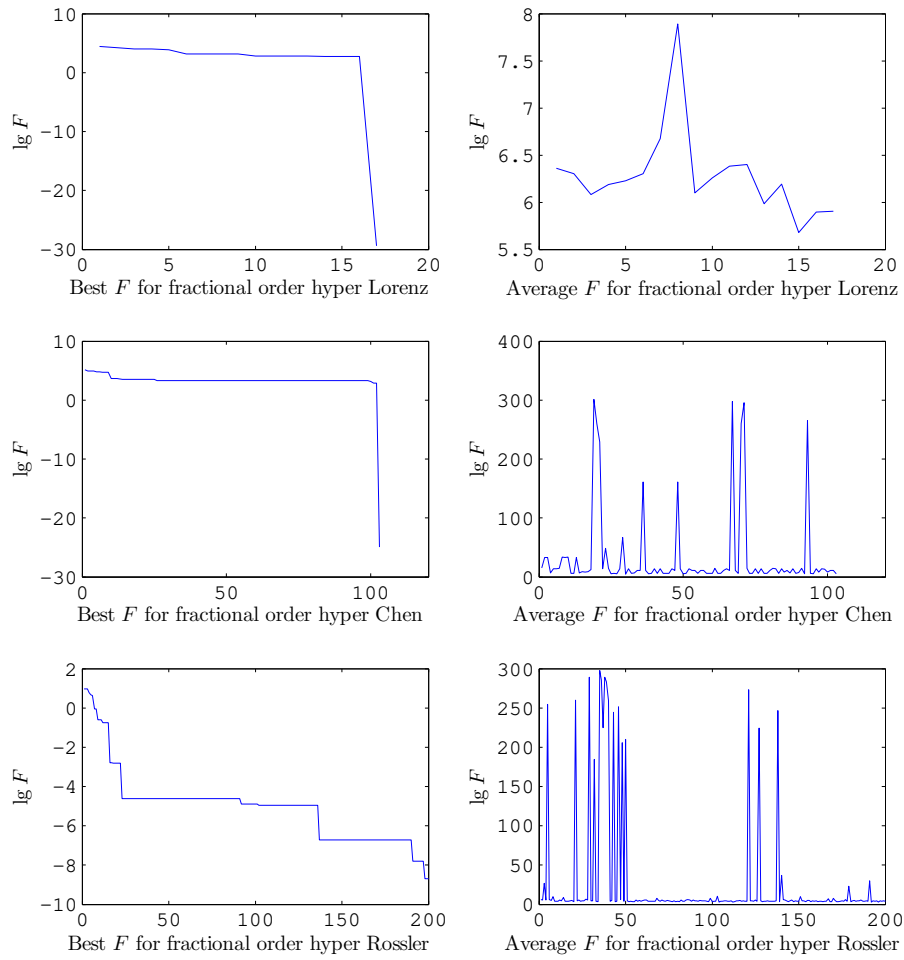 10
0
−10
−20
−30
lg F
0 5 10 15 20
Best F for fractional order hyper Lorenz
8
7.5
7
6.5
6
5.5
lg F
0 5 10 15 20
Average F for fractional order hyper Lorenz
10
0
−10
−20
−30
lg F
0 50 100
Best F for fractional order hyper Chen
400
300
200
100
0
lg F
0 50 100
Average F for fractional order hyper Chen
2
0
−2
−4
−6
−8
−10
lg F
0 50 100 150 200
Best F for fractional order hyper Rossler
300
250
200
150
100
50
0
lg F
0 50 100 150 200
Average F for fractional order hyper Rossler